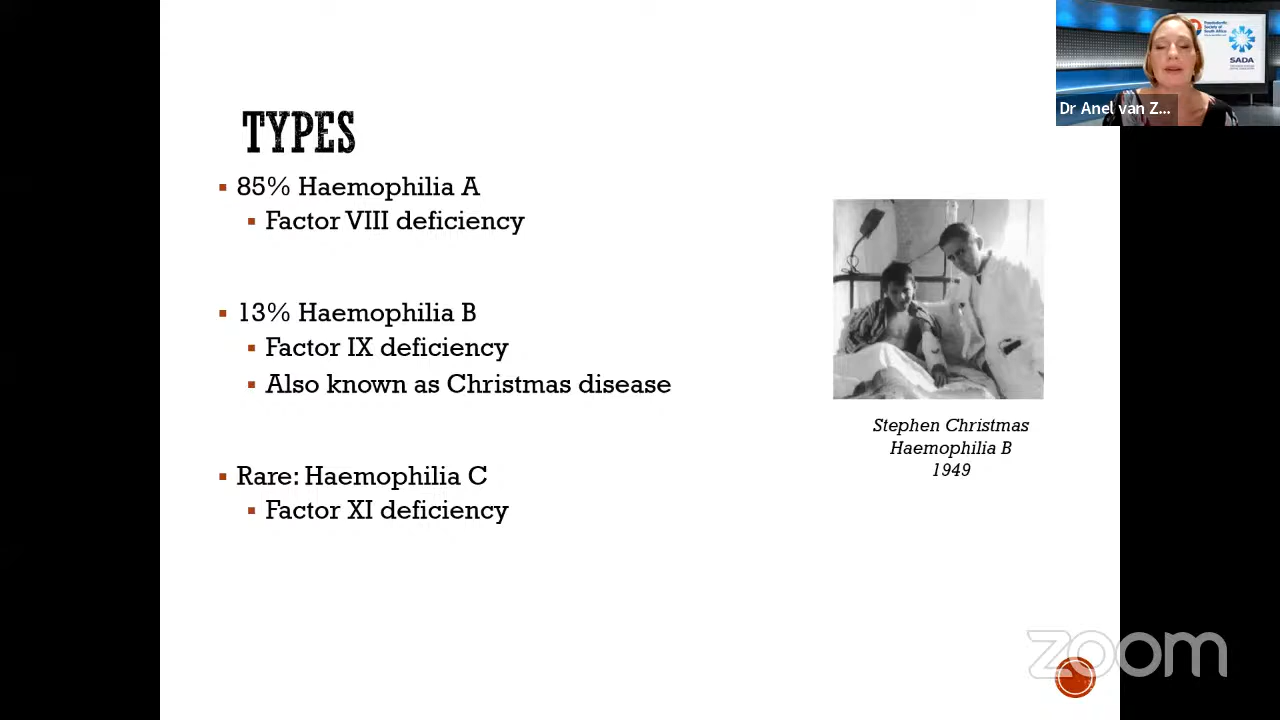 TYPES
85% Haemophilia A
Factor VIII deficiency
13% Haemophilia B
Factor IX deficiency
Also known as Christmas disease
Rare: Haemophilia C
Factor XI deficiency
Stephen Christmas
Haemophilia B
1949
SADA
Dr Anel van Z...
zoom